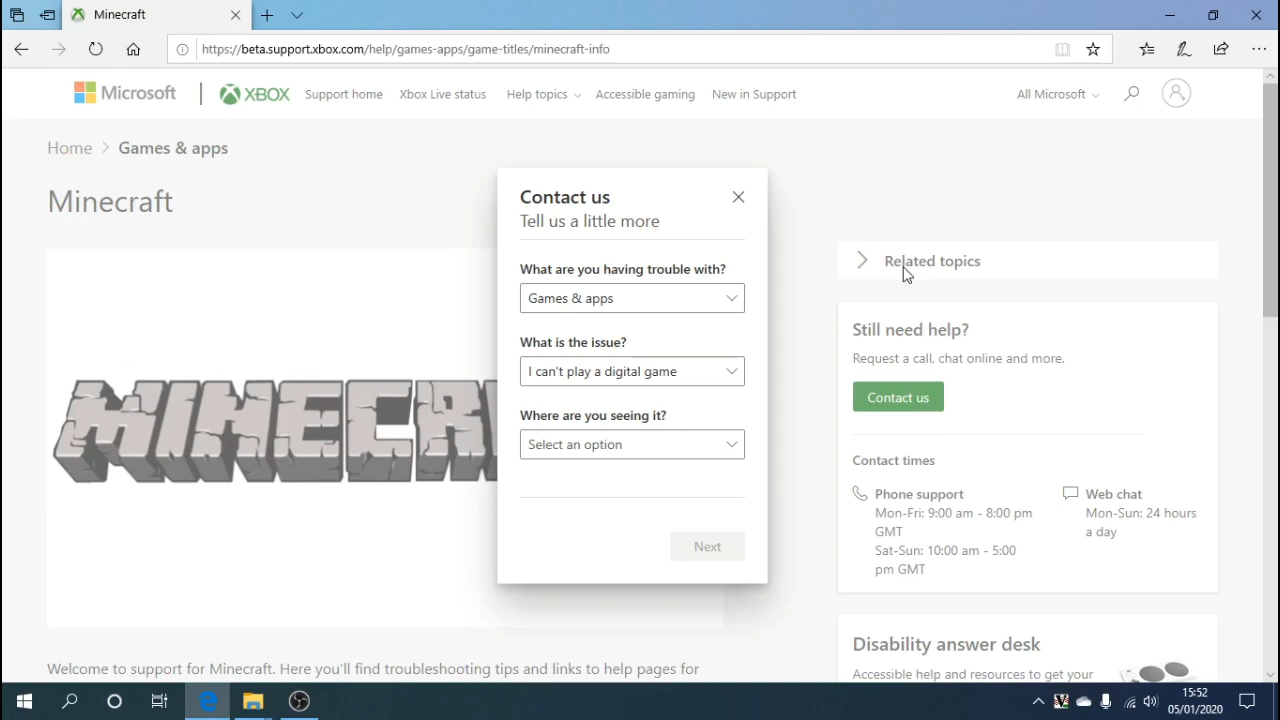 Minecraft
https://beta.support.xbox.com/help/games-apps/game-titles/minecraft-info
Microsoft
XBOX
Support home
Xbox Live status
Help topics
Accessible gaming
New in Support
All Microsoft
Home
Games & apps
Minecraft
MINECR
Contact us
Tell us a little more
What are you having trouble with?
Games & apps
What is the issue?
I can't play a digital game
Where are you seeing it?
Select an option
Next
Related topics
Still need help?
Request a call, chat online and more.
Contact us
Contact times
Phone support
Mon-Fri: 9:00 am - 8:00 pm
GMT
Sat-Sun: 10:00 am - 5:00
pm GMT
Web chat
Mon-Sun: 24 hours
a day
Disability answer desk
Accessible help and resources to get your
Welcome to support for Minecraft. Here you'll find troubleshooting tips and links to help pages for
15:52
05/01/2020